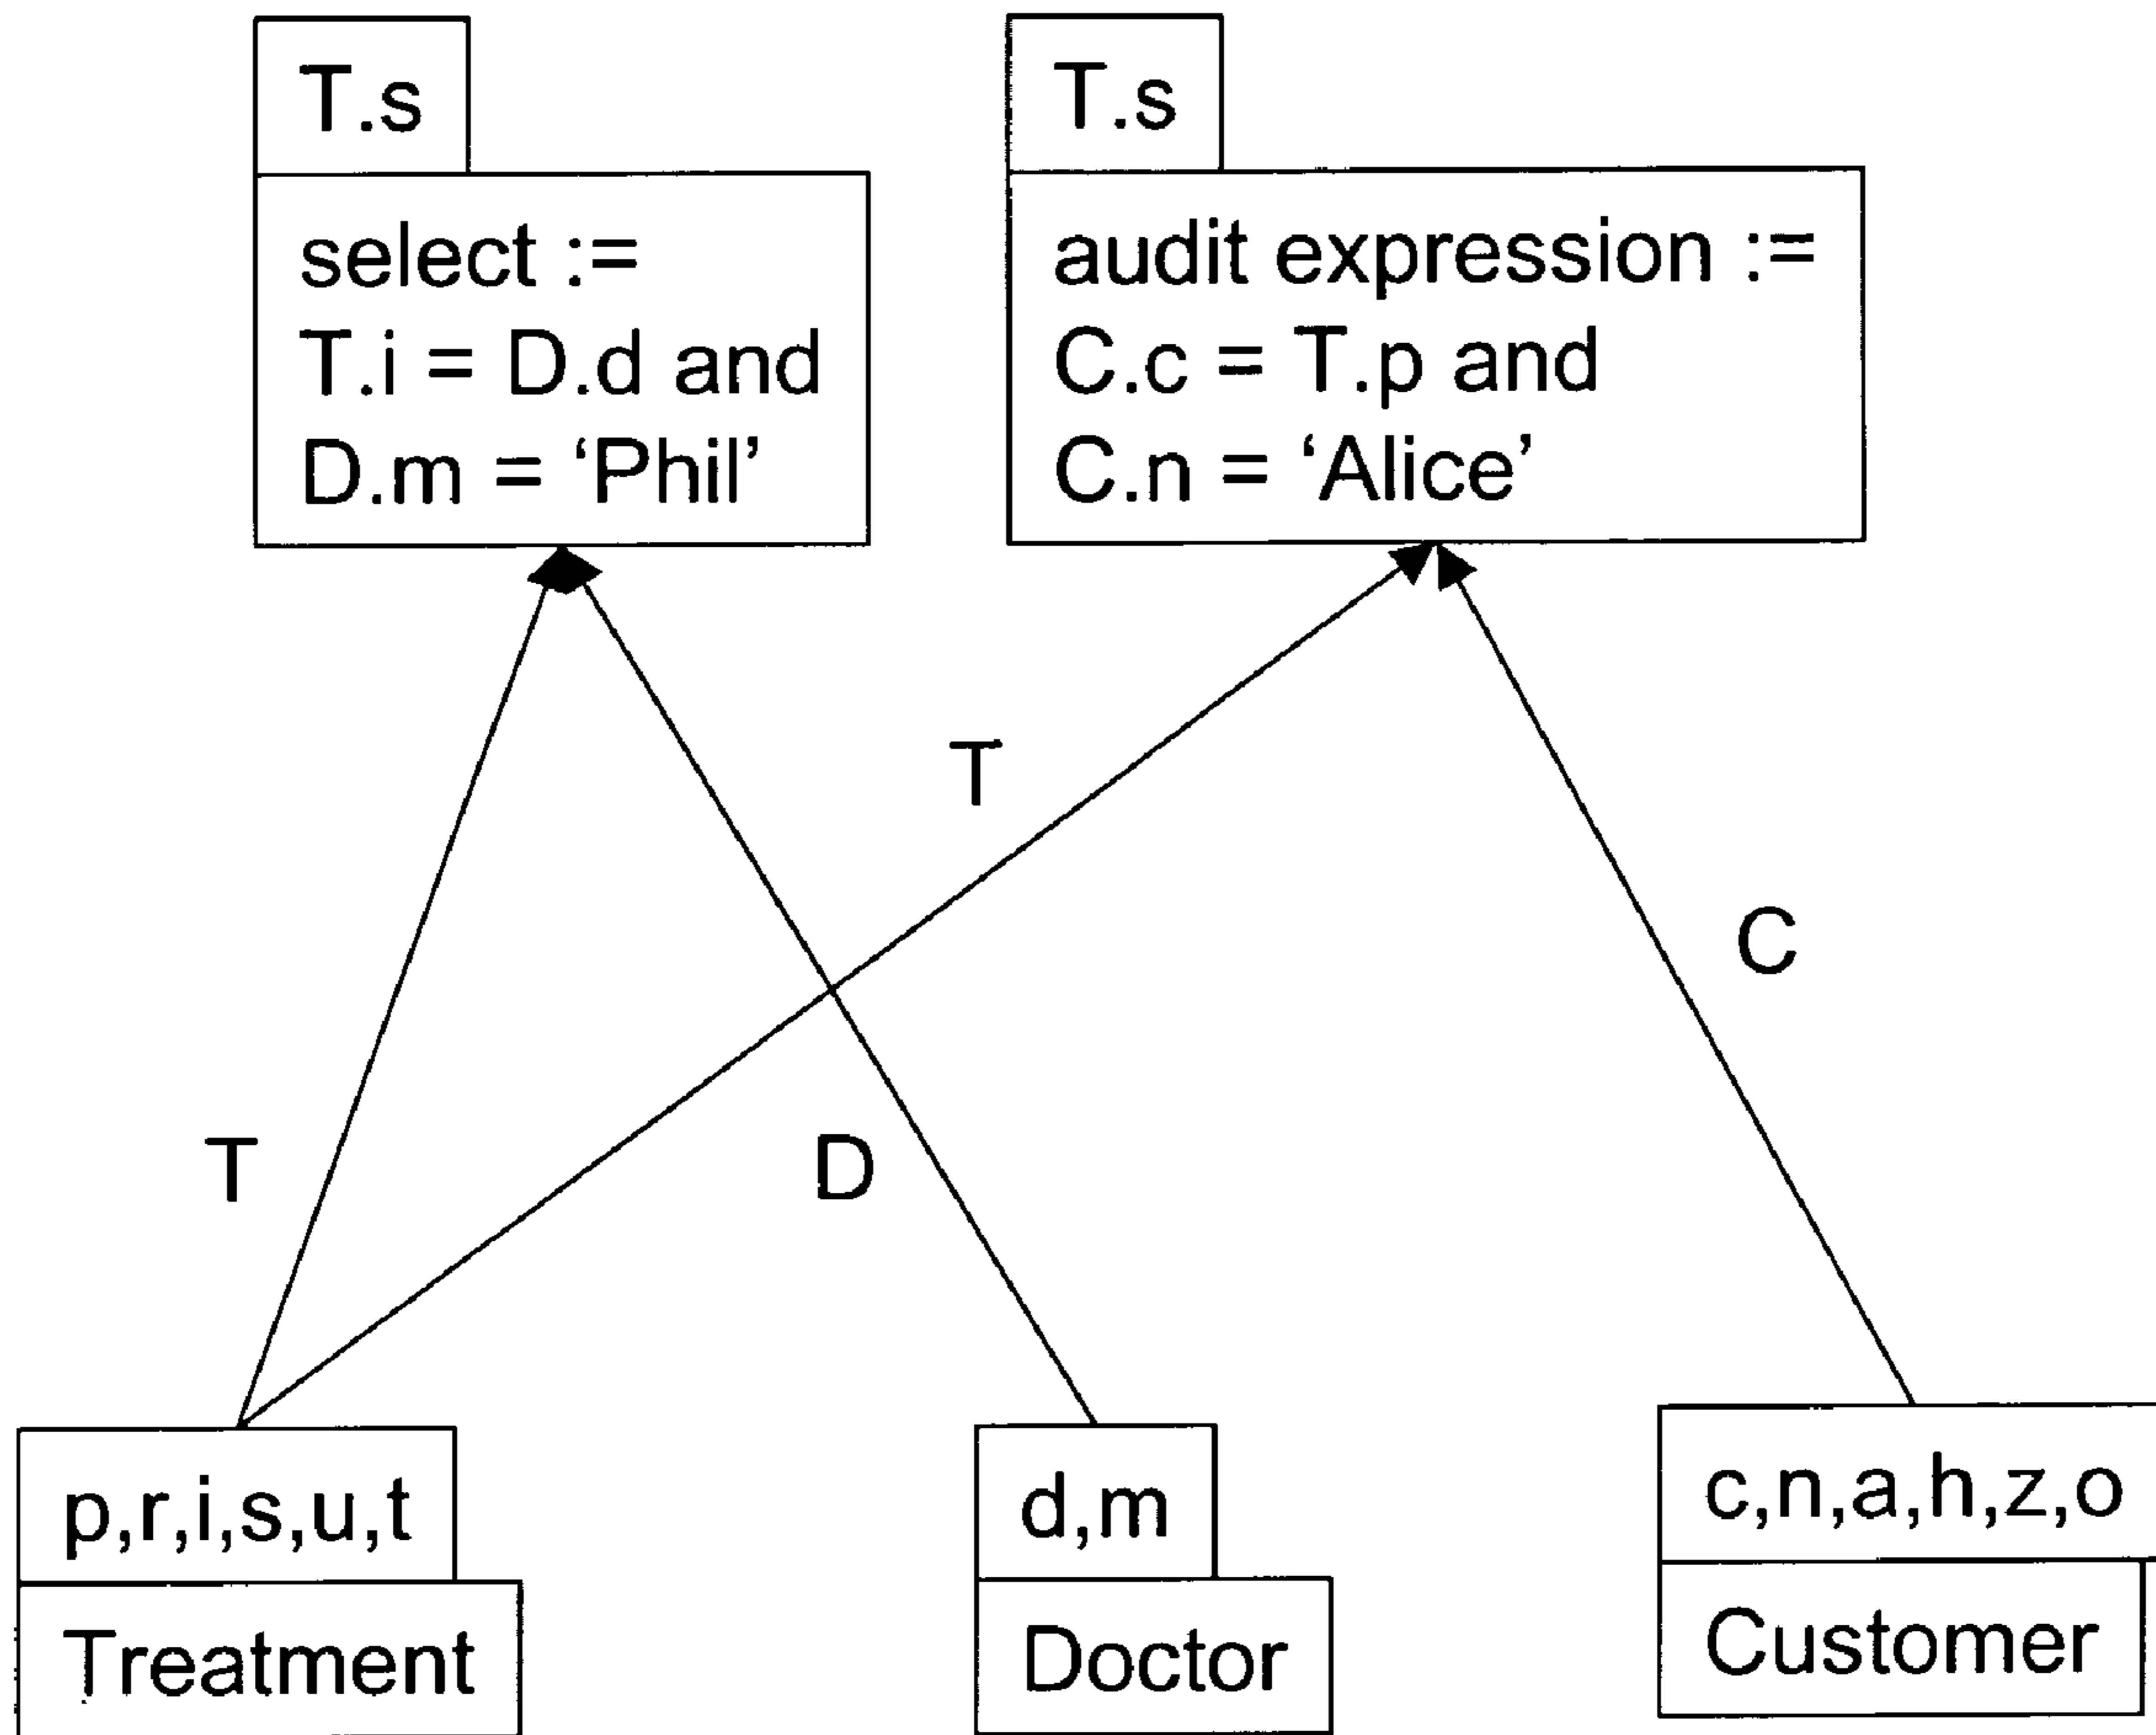 T.s
select :=
T.i = D.d and
D.m = ‘Phil’
T.s
audit expression :=
C.c = T.p and
C.n = ‘Alice’
T
C
T
D
p,r,i,s,u,t
Treatment
d,m
Doctor
c,n,a,h,z,o
Customer